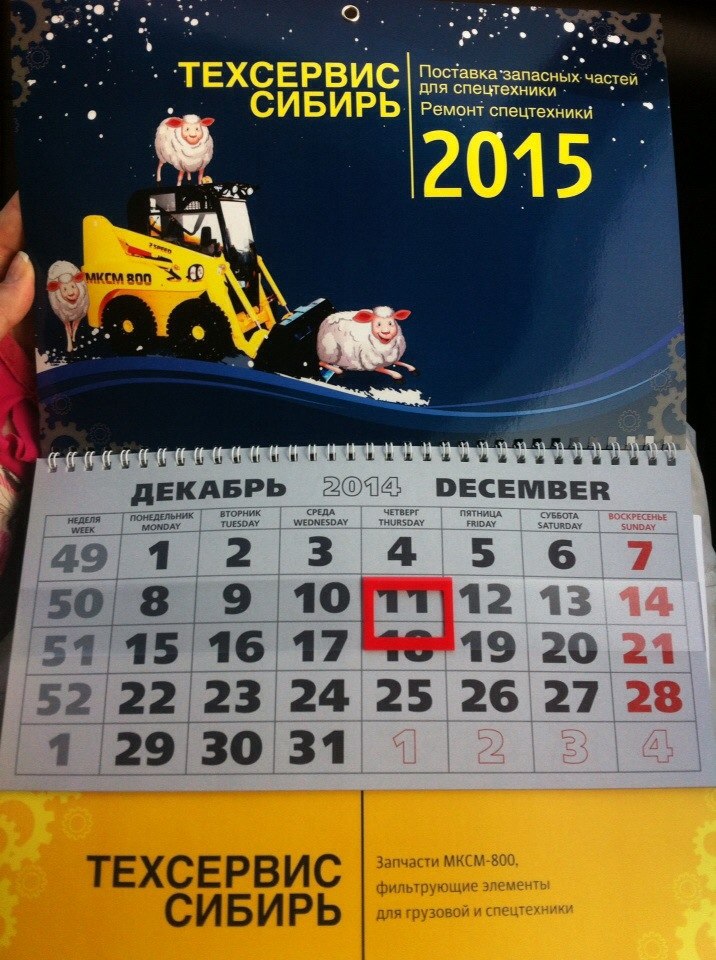 ТЕХСЕРВИС
СИБИРЬ
Поставка запасных частей
для спецтехники
Ремонт спецтехники
2015
МКСМ 800
ДЕКАБРЬ 2014 DECEMBER
НЕДЕЛЯ ПОНЕДЕЛЬНИК ВТОРНИК СРЕДА ЧЕТВЕРГ ПЯТНИЦА СУББОТА ВОСКРЕСЕНЬЕ
WEEK MONDAY TUESDAY WEDNESDAY THURSDAY FRIDAY SATURDAY SUNDAY
49 1 2 3 4 5 6 7
50 8 9 10 11 12 13 14
51 15 16 17 18 19 20 21
52 22 23 24 25 26 27 28
1 29 30 31 1 2 3 4
ТЕХСЕРВИС
СИБИРЬ
Запчасти МКСМ-800,
фильтрующие элементы
для грузовой и спецтехники